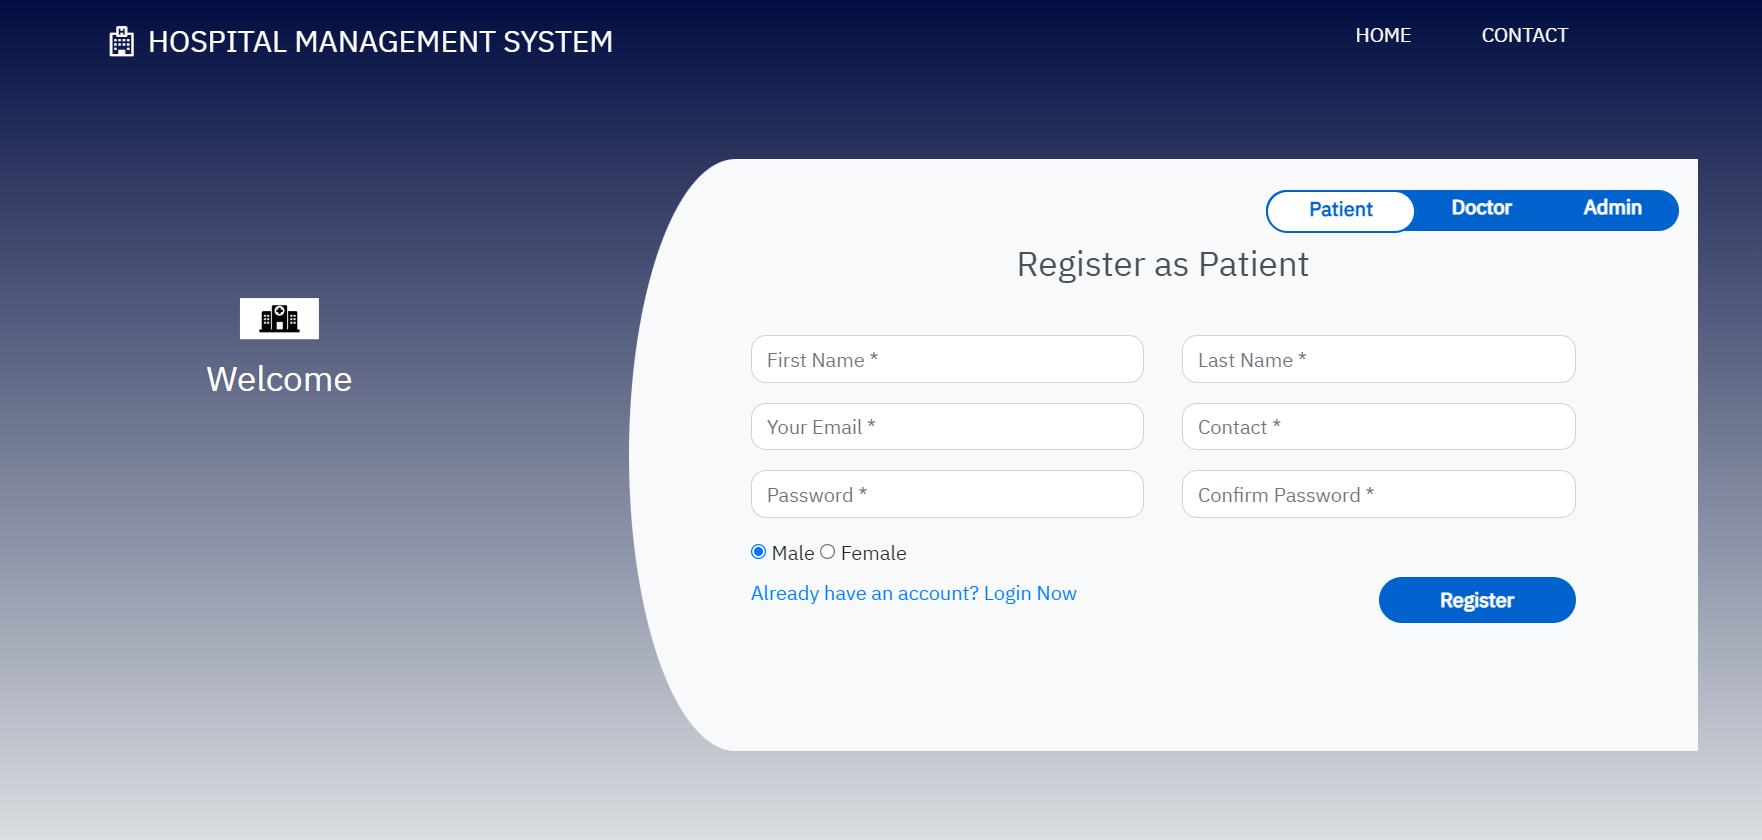 HOSPITAL MANAGEMENT SYSTEM
HOME CONTACT
Patient Doctor Admin
Register as Patient
Welcome
First Name * Last Name *
Your Email * Contact *
Password * Confirm Password *
Male Female
Already have an account? Login Now
Register